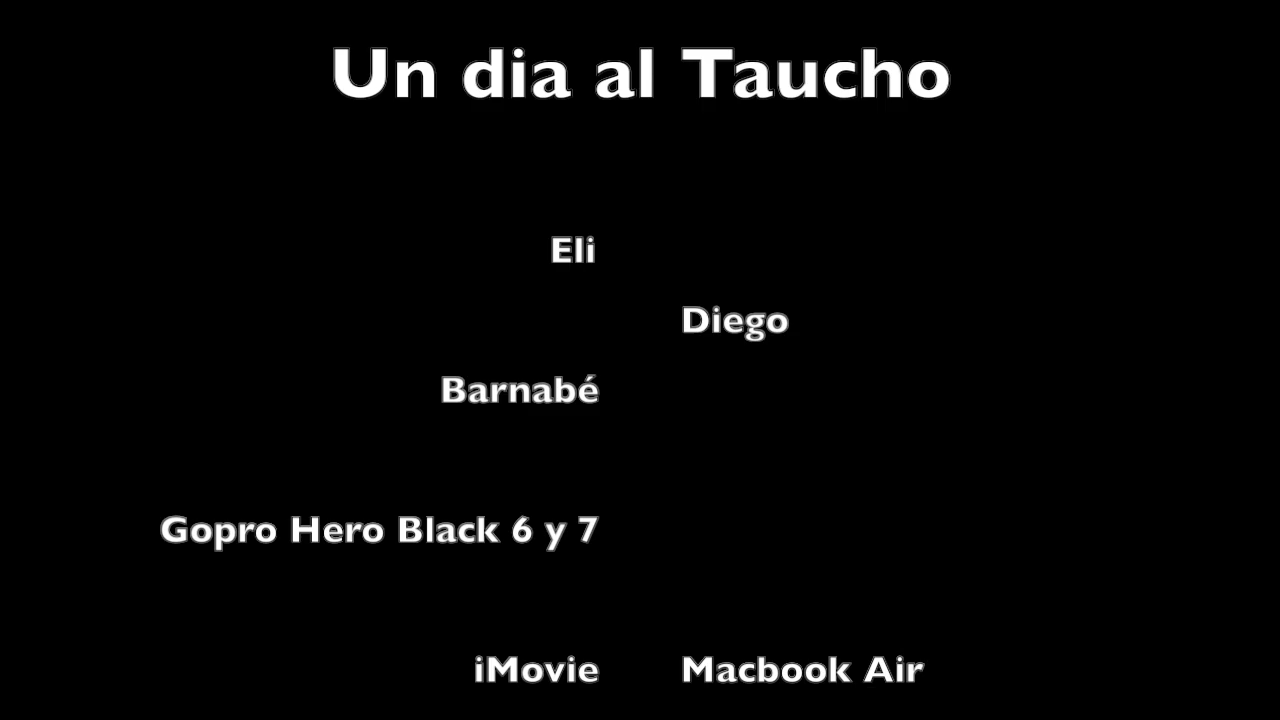 Un dia al Taucho
Eli
Diego
Barnabé
Gopro Hero Black 6 y 7
iMovie Macbook Air